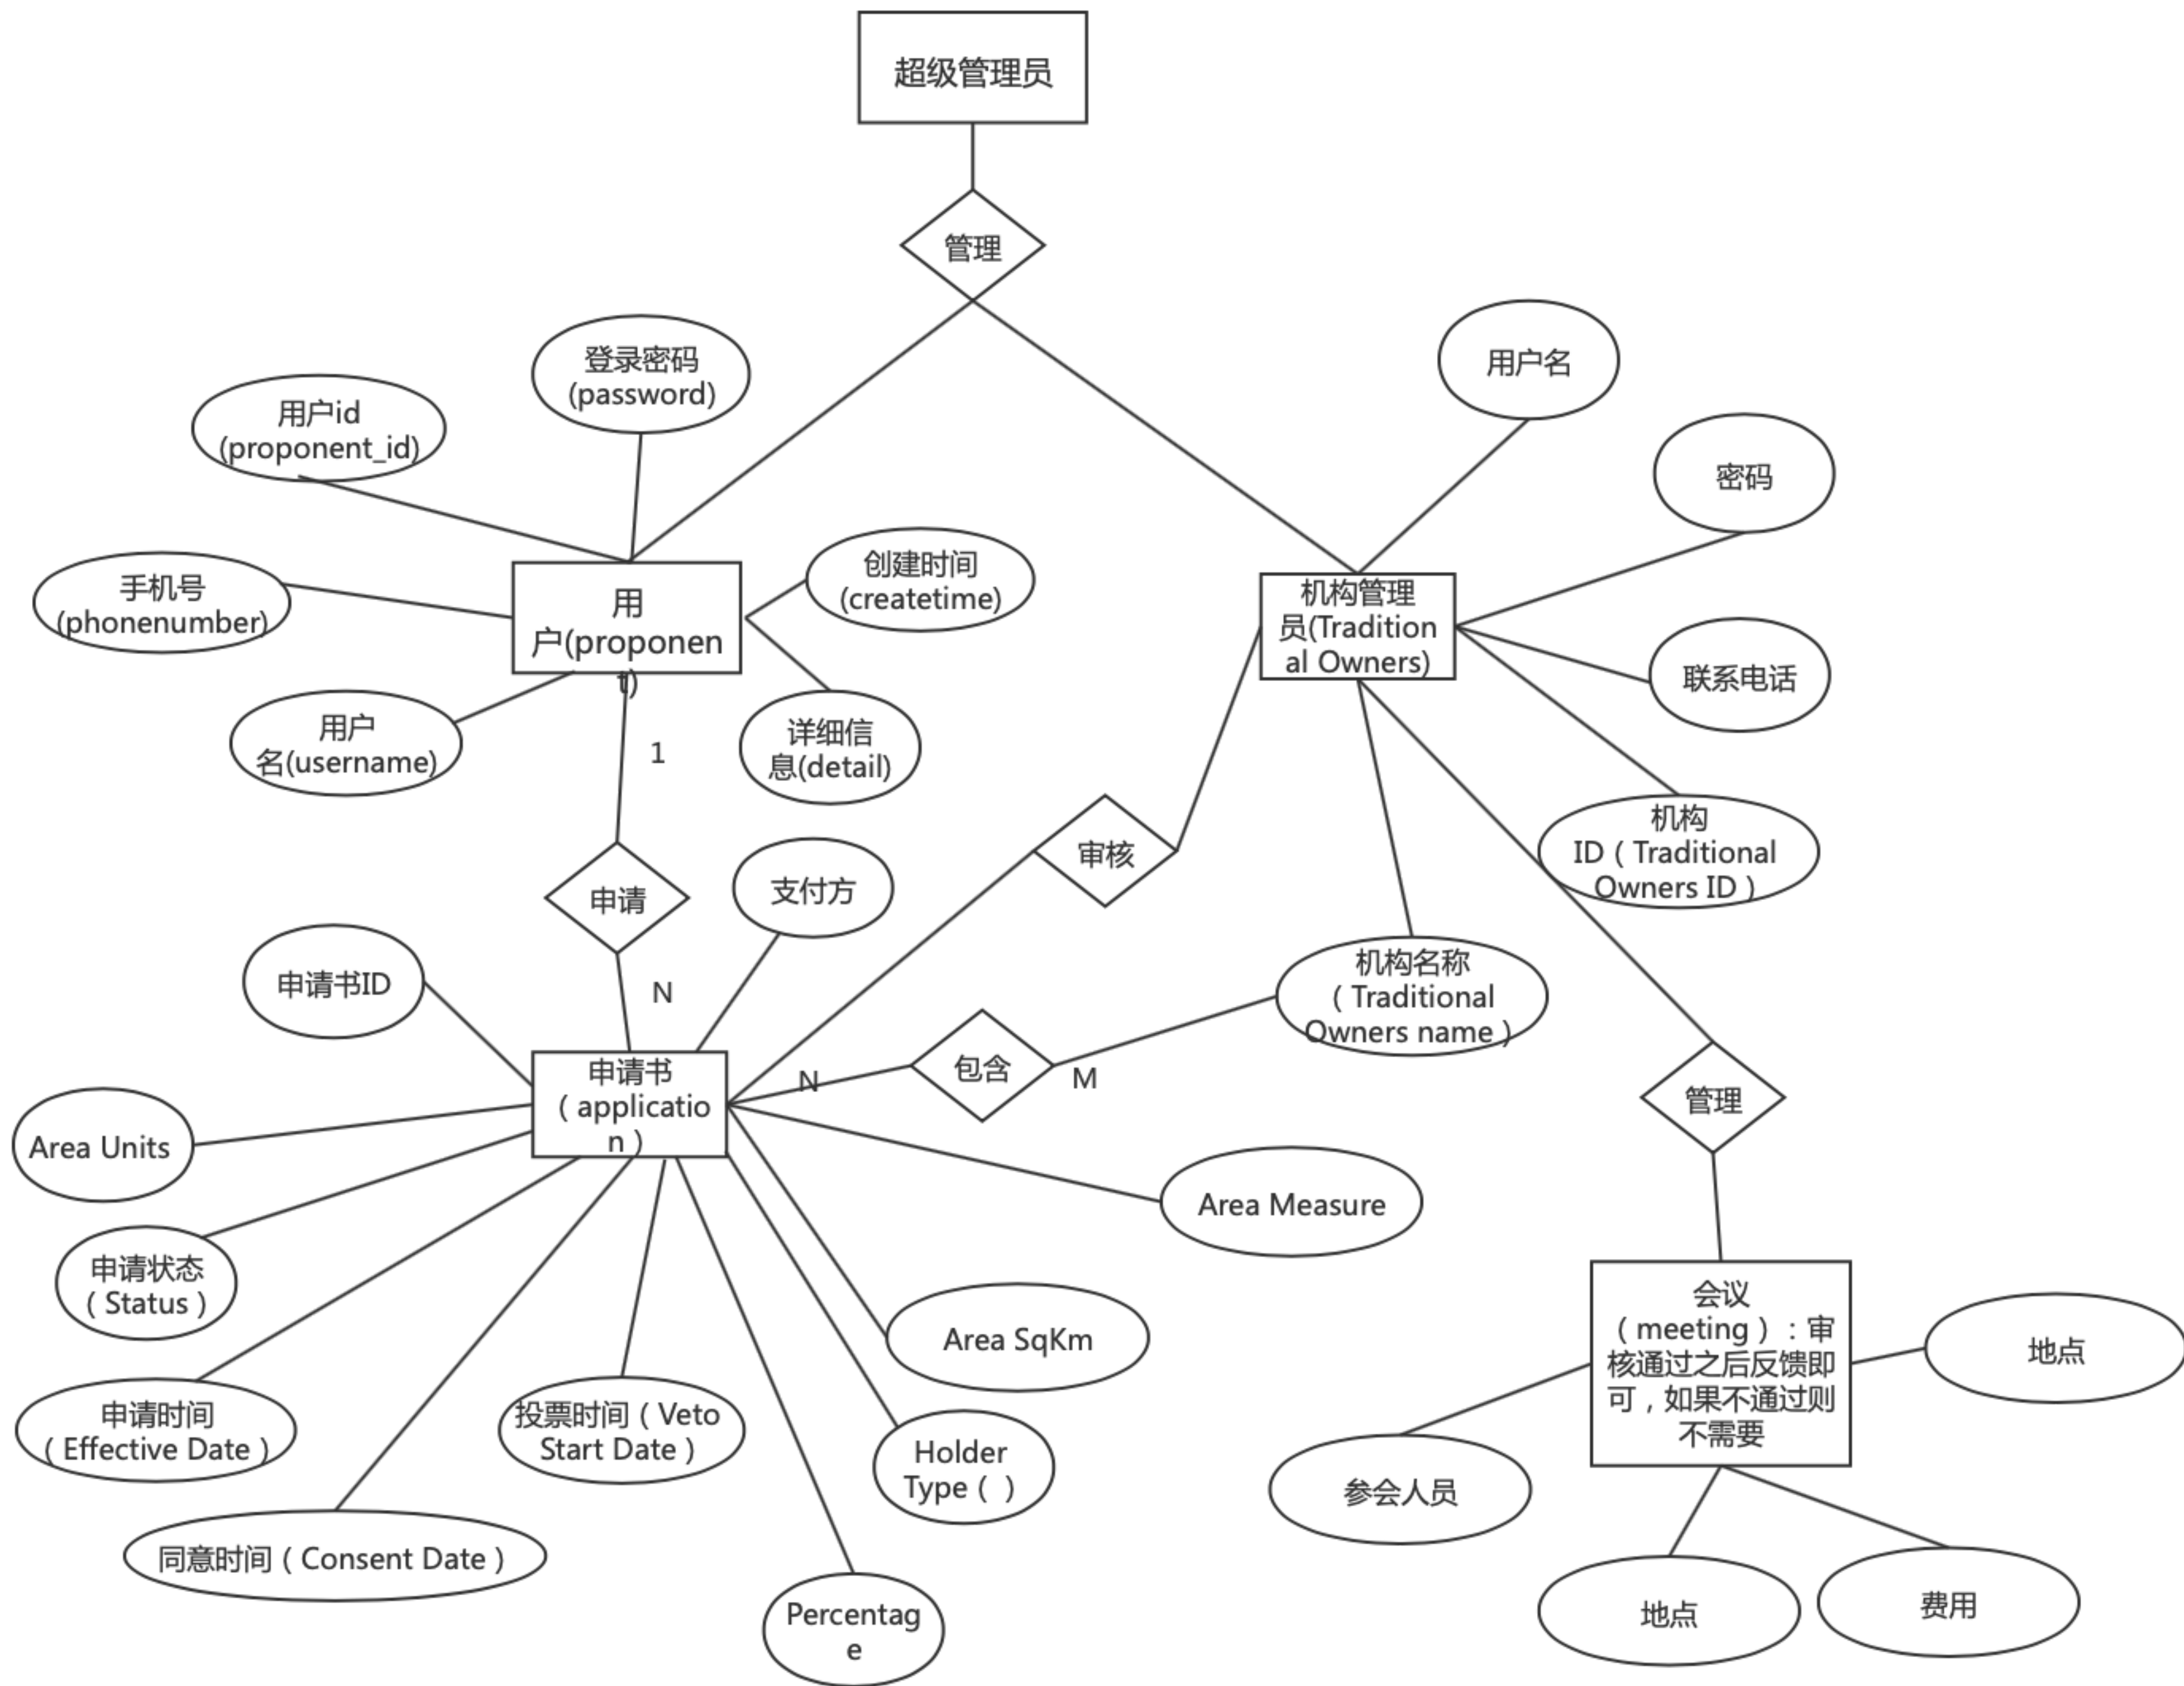 超级管理员
管理
登录密码
(password)
用户名
用户id
(proponent_id)
密码
创建时间
(createtime)
手机号
(phonenumber)
用
户(proponen
t)
机构管理
员(Tradition
al Owners)
联系电话
用户
名(username)
1
详细信
息(detail)
机构
ID（Traditional
Owners ID）
审核
支付方
申请
申请书ID
N
机构名称
（Traditional
Owners name）
包含
N
M
申请书
（applicatio
n）
管理
Area Units
Area Measure
申请状态
（Status）
Area SqKm
会议
（meeting）：审
核通过之后反馈即
可，如果不通过则
不需要
地点
申请时间
（Effective Date）
投票时间（Veto
Start Date）
Holder
Type（ ）
参会人员
同意时间（Consent Date）
Percentag
e
地点
费用